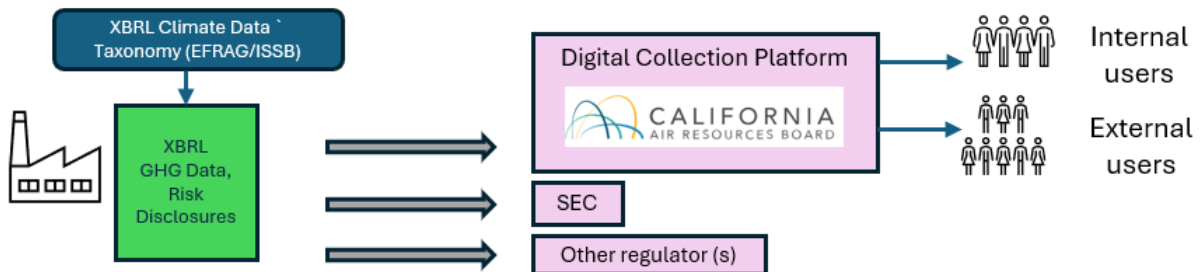 XBRL Climate Data `
Taxonomy (EFRAG/ISSB)
XBRL
GHG Data,
Risk
Disclosures
Digital Collection Platform
CALIFORNIA
AIR RESOURCES BOARD
SEC
Other regulator (s)
Internal
users
External
users